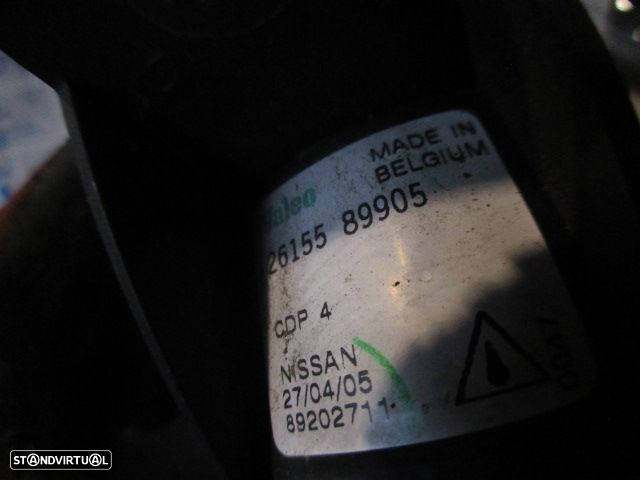 MADE IN
BELGIUM
Valeo
26155 89905
CDP 4
NISSAN
27/04/05
89202711
STANDVIRTUAL